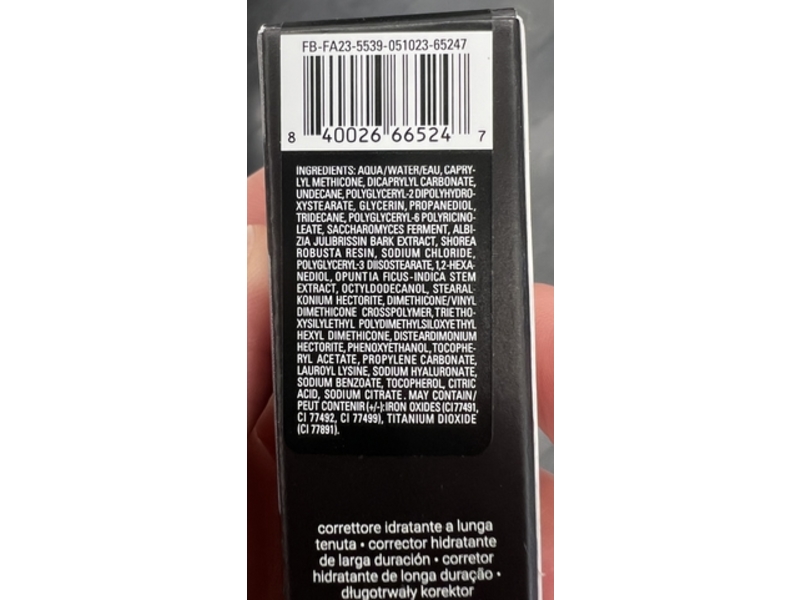 FB-FA23-5539-051023-65247
8 40026 66524 7
INGREDIENTS: AQUA/WATER/EAU, CAPRY-
LYL METHICONE, DICAPRYLYL CARBONATE,
UNDECANE, POLYGLYCERYL-2 DIPOLYHYDR-
OXYSTEARATE, GLYCERIN, PROPANEDIOL,
TRIDECANE, POLYGLYCERYL-6 POLYRICINO-
LEATE, SACCHAROMYCES FERMENT, ALBI-
ZIA JULIBRISSIN BARK EXTRACT, SHOREA
ROBUSTA RESIN, SODIUM CHLORIDE,
POLYGLYCERYL-3 DIISOSTEARATE, 1,2-HEXA-
NEDIOL, OPUNTIA FICUS-INDICA STEM
EXTRACT, OCTYLDODECANOL, STEARAL-
KONIUM HECTORITE, DIMETHICONE/VINYL
DIMETHICONE CROSSPOLYMER, TRIETHO-
XYSILYLETHYL POLYDIMETHYLSILOXYETHYL
HEXYL DIMETHICONE, DISTEARDIMONIUM
HECTORITE, PHENOXYETHANOL, TOCOPHE-
RYL ACETATE, PROPYLENE CARBONATE,
LAUROYL LYSINE, SODIUM HYALURONATE,
SODIUM BENZOATE, TOCOPHEROL, CITRIC
ACID, SODIUM CITRATE. MAY CONTAIN/
PEUT CONTENIR (+/-): IRON OXIDES (CI 77491,
CI 77492, CI 77499), TITANIUM DIOXIDE
(CI 77891).
correttore idratante a lunga
tenuta • corrector hidratante
de larga duración • corretor
hidratante de longa duração •
długotrwały korektor